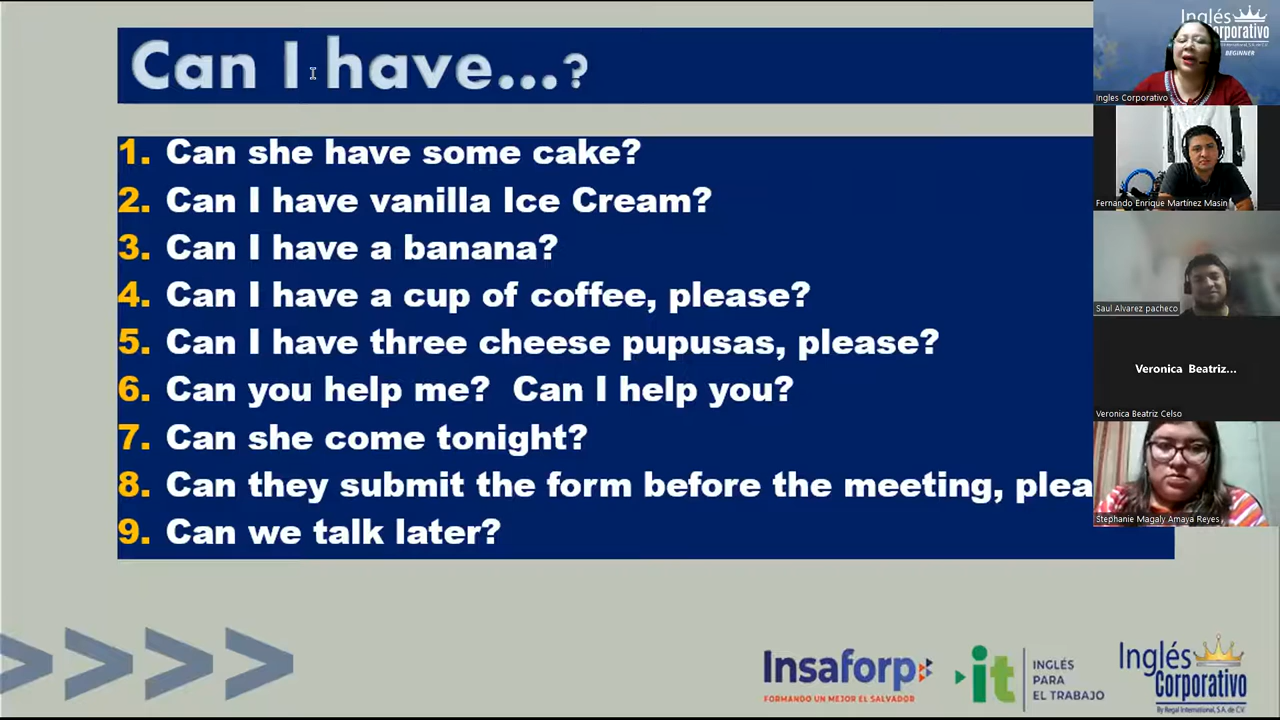 Can I have...?
1. Can she have some cake?
2. Can I have vanilla Ice Cream?
3. Can I have a banana?
4. Can I have a cup of coffee, please?
5. Can I have three cheese pupusas, please?
6. Can you help me?  Can I help you?
7. Can she come tonight?
8. Can they submit the form before the meeting, plea
9. Can we talk later?
Inglés
Corporativo
BEGINNER
Ingles Corporativo
Fernando Enrique Martínez Masin
Saul Alvarez pacheco
Veronica Beatriz...
Veronica Beatriz Celso
Stephanie Magaly Amaya Reyes
Insaforp
FORMANDO UN MEJOR EL SALVADOR
it
INGLÉS
PARA
EL TRABAJO
Inglés
Corporativo
By Regal International, S.A. de C.V.